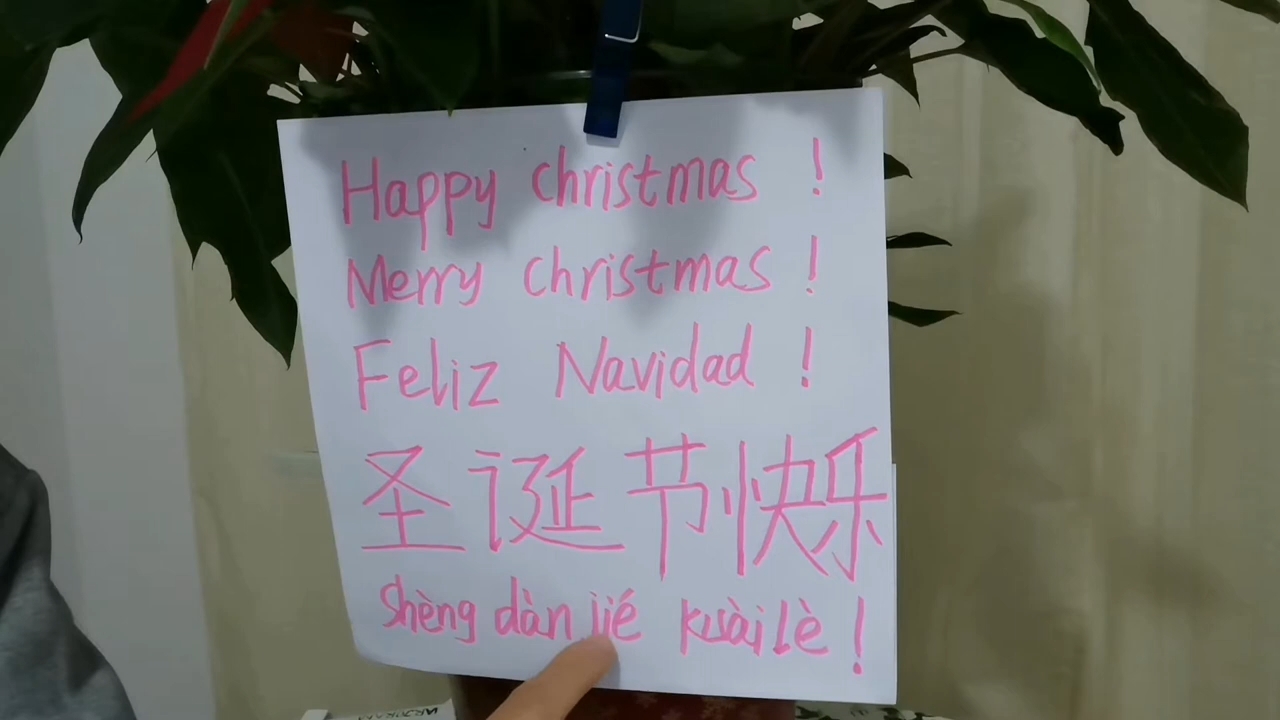 Happy christmas !
Merry christmas !
Feliz Navidad !
圣诞节快乐
shèng dàn jié kuài lè !